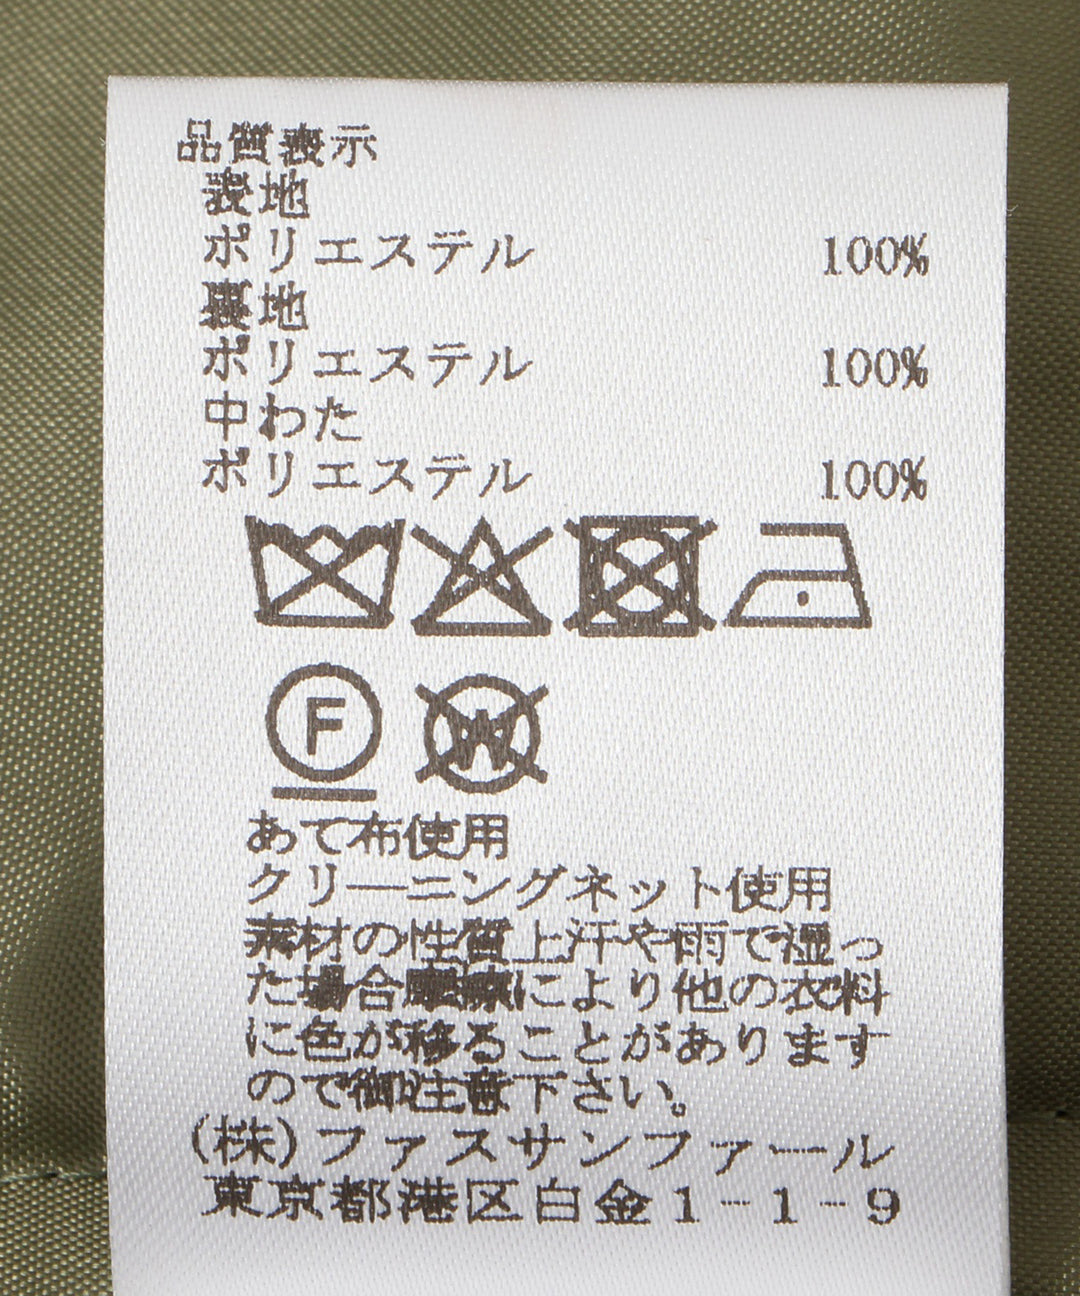 品質表示
表地
ポリエステル 100%
裏地
ポリエステル 100%
中わた
ポリエステル 100%
F W
あて布使用
クリーニングネット使用
素材の性質上汗や雨で湿っ
た場合摩擦により他の衣料
に色が移ることがあります
ので御注意下さい。
(株)ファスサンファール
東京都港区白金1-1-9